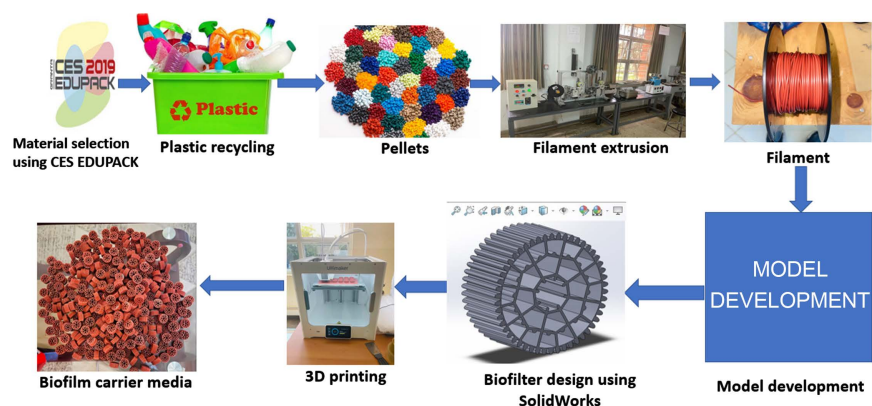 CES 2019
EDUPACK
Plastic
Material selection
using CES EDUPACK
Plastic recycling
Pellets
Filament extrusion
Filament
MODEL
DEVELOPMENT
Model development
Biofilter design using
SolidWorks
3D printing
Biofilm carrier media